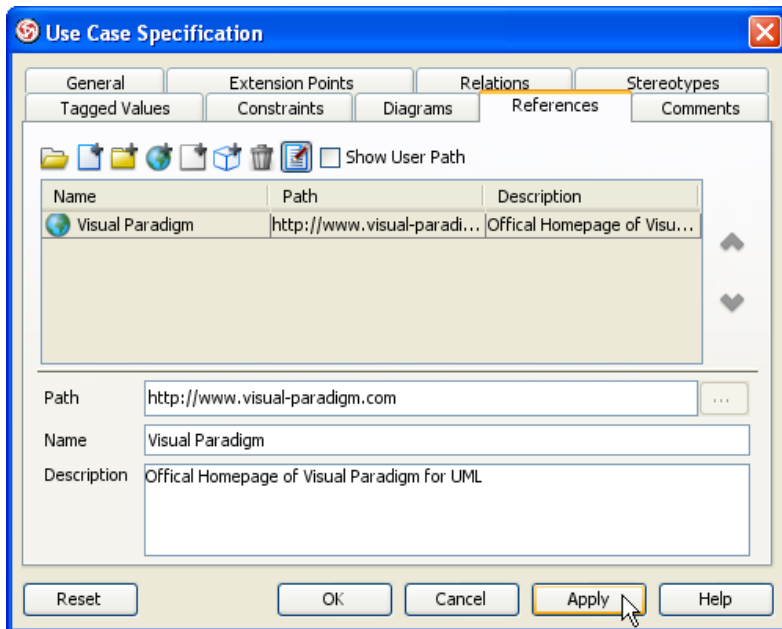 Use Case Specification
General Extension Points Relations Stereotypes
Tagged Values Constraints Diagrams References Comments
Show User Path
Name Path Description
Visual Paradigm http://www.visual-paradi... Offical Homepage of Visu...
Path http://www.visual-paradigm.com ...
Name Visual Paradigm
Description Offical Homepage of Visual Paradigm for UML
Reset OK Cancel Apply Help